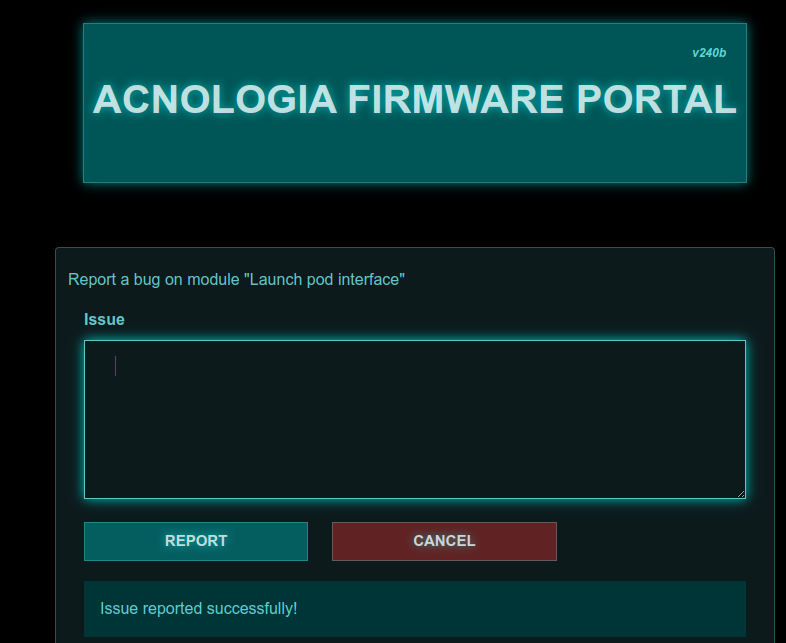 v240b
ACNOLOGIA FIRMWARE PORTAL
Report a bug on module "Launch pod interface"
Issue
REPORT CANCEL
Issue reported successfully!